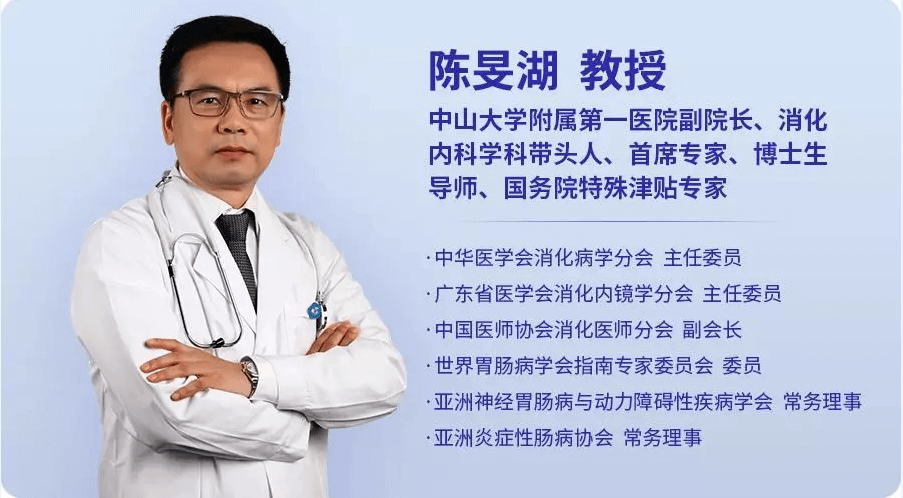 陈旻湖 教授
中山大学附属第一医院副院长、消化
内科学科带头人、首席专家、博士生
导师、国务院特殊津贴专家
·中华医学会消化病学分会 主任委员
·广东省医学会消化内镜学分会 主任委员
·中国医师协会消化医师分会 副会长
·世界胃肠病学会指南专家委员会 委员
·亚洲神经胃肠病与动力障碍性疾病学会 常务理事
·亚洲炎症性肠病协会 常务理事